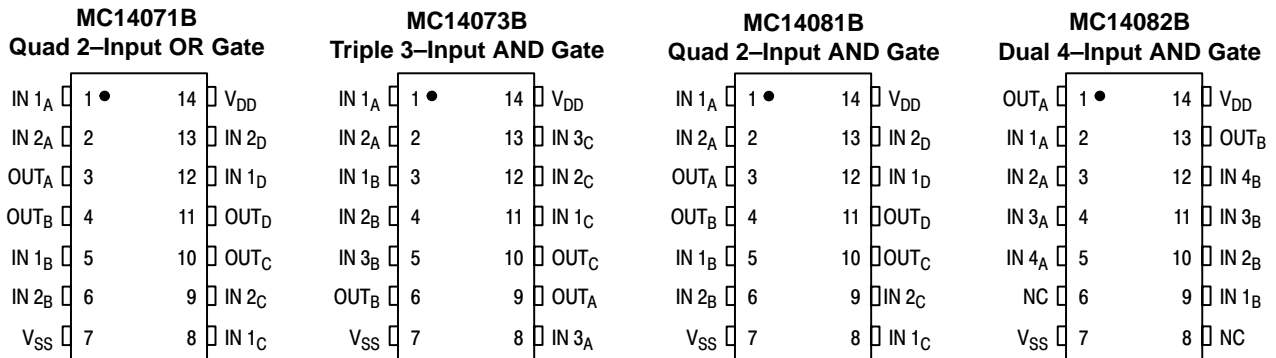 MC14071B
Quad 2–Input OR Gate
IN 1A 1 14 VDD
IN 2A 2 13 IN 2D
OUTA 3 12 IN 1D
OUTB 4 11 OUTD
IN 1B 5 10 OUTC
IN 2B 6 9 IN 2C
VSS 7 8 IN 1C
MC14073B
Triple 3–Input AND Gate
IN 1A 1 14 VDD
IN 2A 2 13 IN 3C
IN 1B 3 12 IN 2C
IN 2B 4 11 IN 1C
IN 3B 5 10 OUTC
OUTB 6 9 OUTA
VSS 7 8 IN 3A
MC14081B
Quad 2–Input AND Gate
IN 1A 1 14 VDD
IN 2A 2 13 IN 2D
OUTA 3 12 IN 1D
OUTB 4 11 OUTD
IN 1B 5 10 OUTC
IN 2B 6 9 IN 2C
VSS 7 8 IN 1C
MC14082B
Dual 4–Input AND Gate
OUTA 1 14 VDD
IN 1A 2 13 OUTB
IN 2A 3 12 IN 4B
IN 3A 4 11 IN 3B
IN 4A 5 10 IN 2B
NC 6 9 IN 1B
VSS 7 8 NC